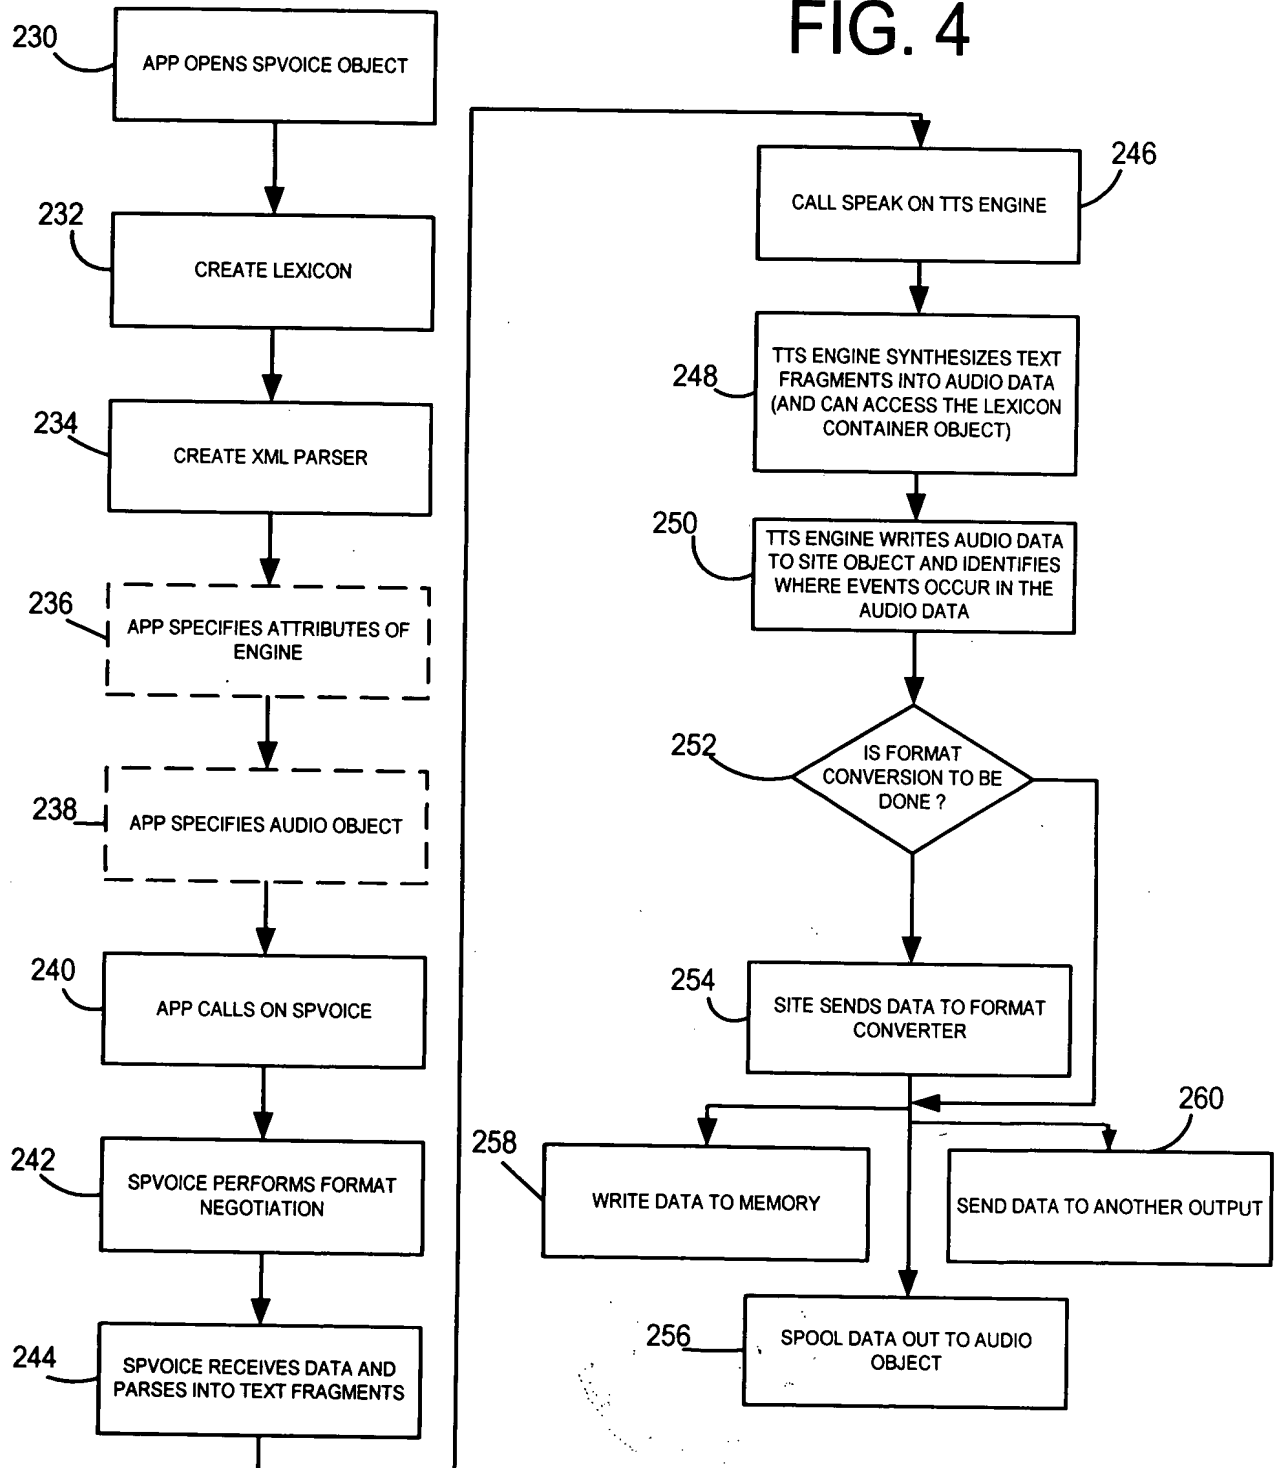 FIG. 4
230
APP OPENS SPVOICE OBJECT
232
CREATE LEXICON
234
CREATE XML PARSER
236
APP SPECIFIES ATTRIBUTES OF
ENGINE
238
APP SPECIFIES AUDIO OBJECT
240
APP CALLS ON SPVOICE
242
SPVOICE PERFORMS FORMAT
NEGOTIATION
244
SPVOICE RECEIVES DATA AND
PARSES INTO TEXT FRAGMENTS
246
CALL SPEAK ON TTS ENGINE
248
TTS ENGINE SYNTHESIZES TEXT
FRAGMENTS INTO AUDIO DATA
(AND CAN ACCESS THE LEXICON
CONTAINER OBJECT)
250
TTS ENGINE WRITES AUDIO DATA
TO SITE OBJECT AND IDENTIFIES
WHERE EVENTS OCCUR IN THE
AUDIO DATA
252
IS FORMAT
CONVERSION TO BE
DONE ?
254
SITE SENDS DATA TO FORMAT
CONVERTER
258
WRITE DATA TO MEMORY
260
SEND DATA TO ANOTHER OUTPUT
256
SPOOL DATA OUT TO AUDIO
OBJECT